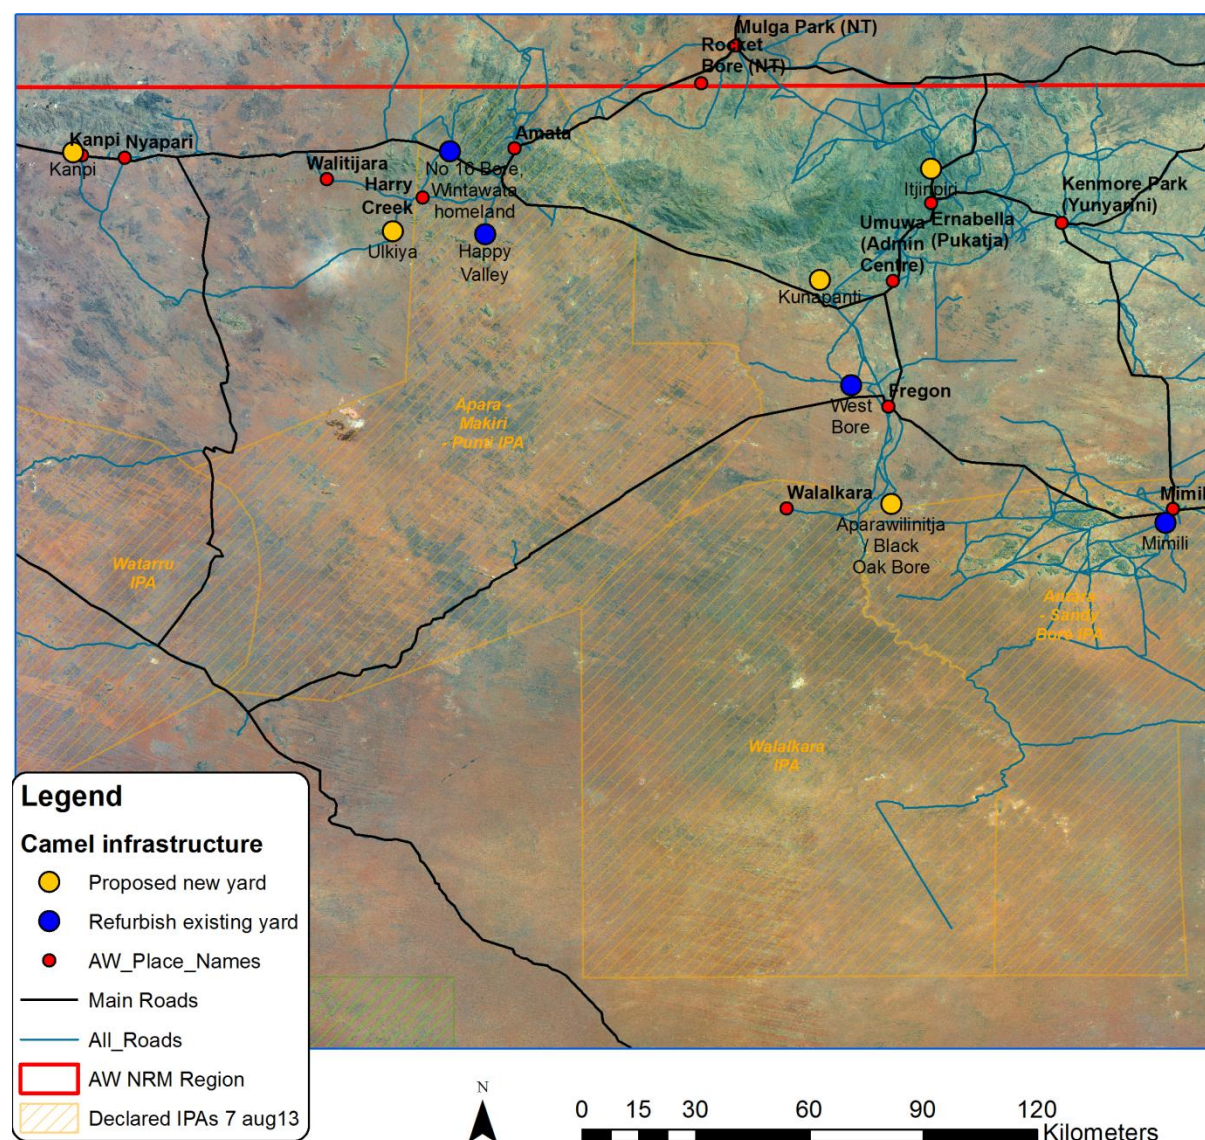 Mulga Park (NT)
Rocket
Bore (NT)
Kanpi
Nyapari
Kanpi
Amata
Walitijara
No 16 Bore,
Wintawata
homeland
Harry
Creek
Ulkiya
Happy
Valley
Itjinpiri
Kenmore Park
(Yunyarini)
Ernabella
(Pukatja)
Umuwa
(Admin
Centre)
Kunapanti
Fregon
West
Bore
Apara -
Makiri
- Punti IPA
Walalkara
Aparawilinitja
/ Black
Oak Bore
Mimil
Mimili
Watarru
IPA
Antara
- Sandy
Bore IPA
Walalkara
IPA
Legend
Camel infrastructure
Proposed new yard
Refurbish existing yard
AW_Place_Names
Main Roads
All_Roads
AW NRM Region
Declared IPAs 7 aug13
N
0 15 30 60 90 120
Kilometers